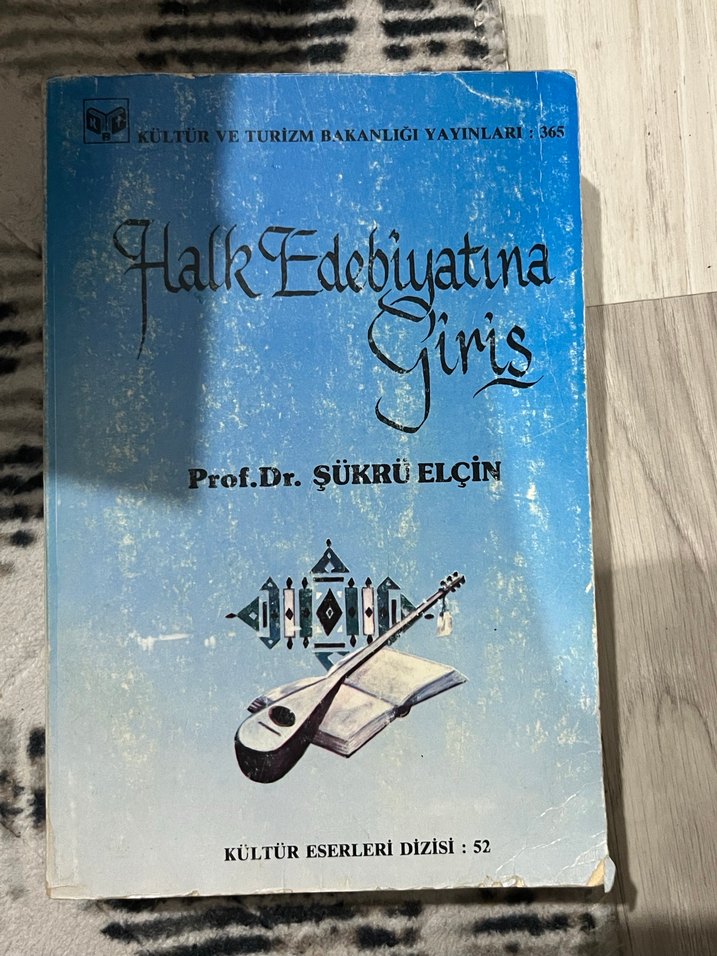 KÜLTÜR VE TURİZM BAKANLIĞI YAYINLARI : 365
Halk Edebiyatına
Giriş
Prof.Dr. ŞÜKRÜ ELÇİN
KÜLTÜR ESERLERİ DİZİSİ : 52